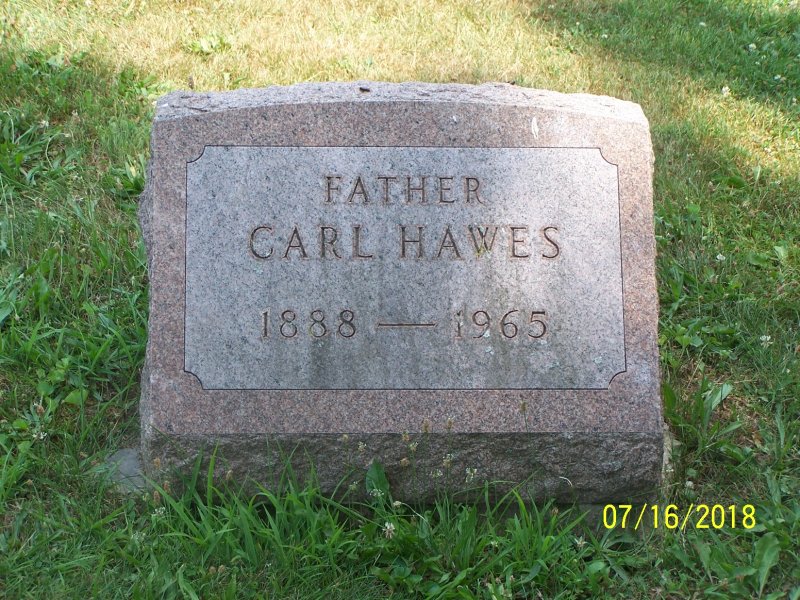 FATHER
CARL HAWES
1888 — 1965
07/16/2018